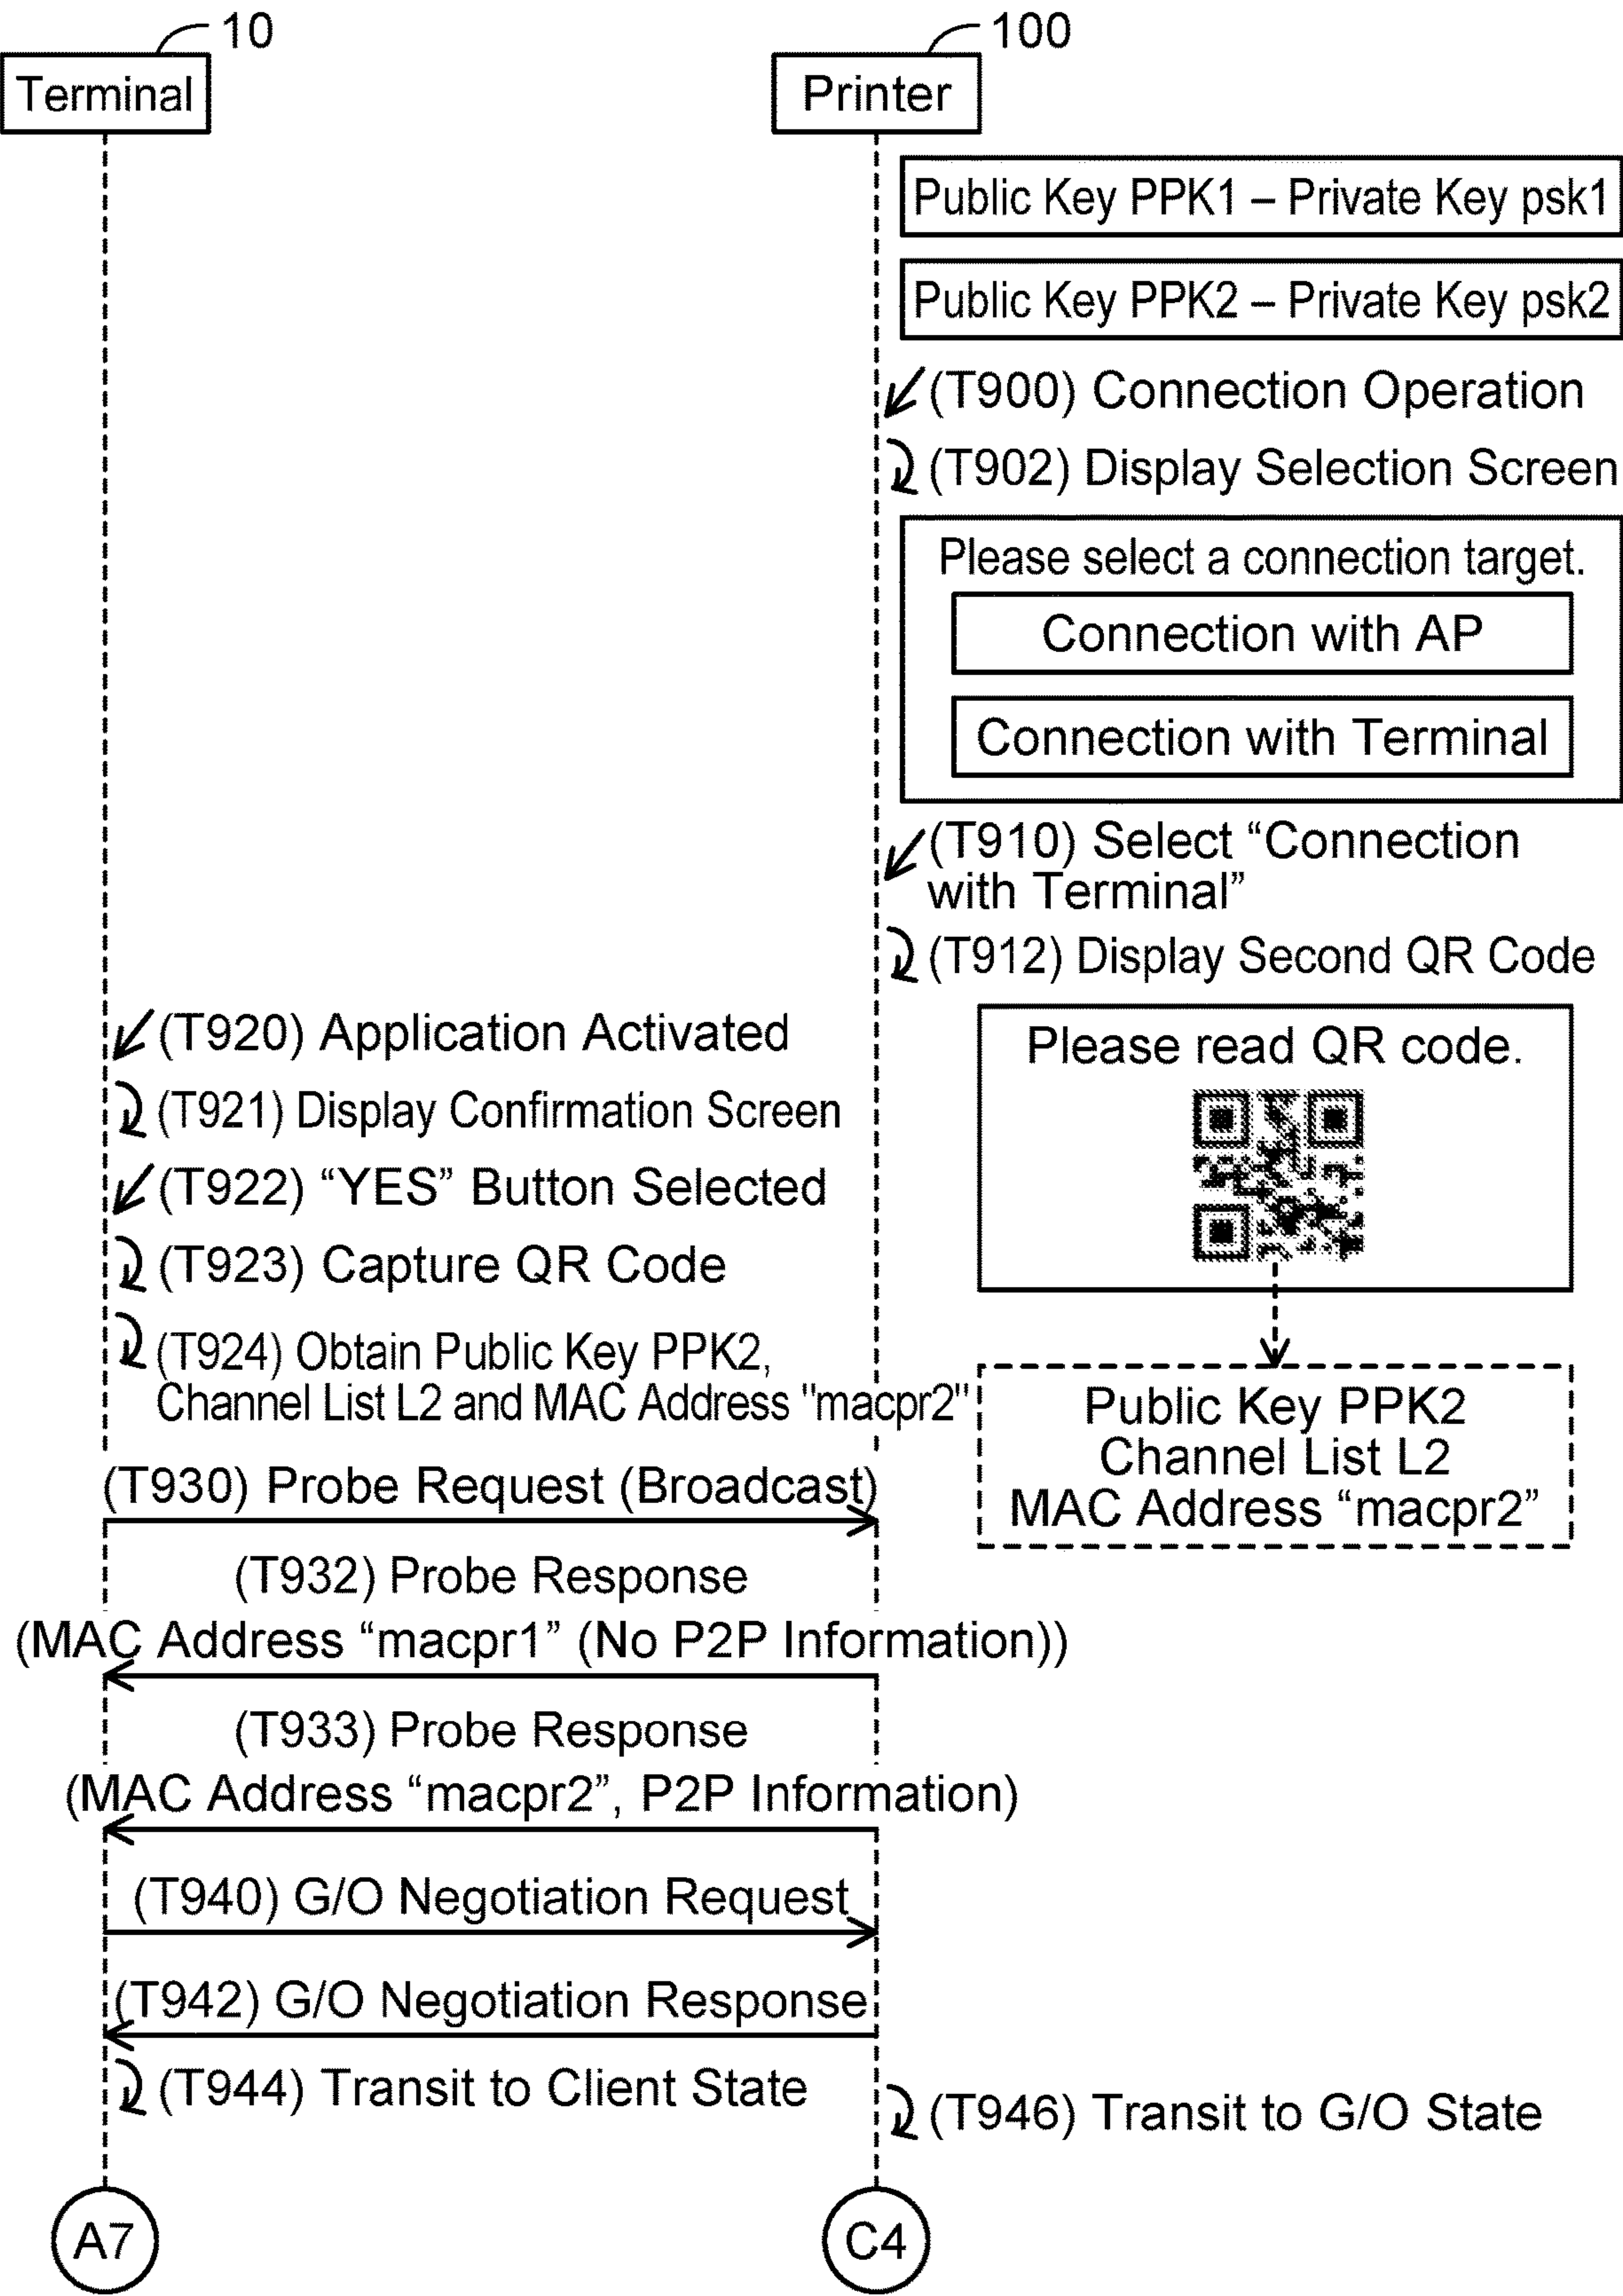 10
100
Terminal
Printer
Public Key PPK1 – Private Key psk1
Public Key PPK2 – Private Key psk2
(T900) Connection Operation
(T902) Display Selection Screen
Please select a connection target.
Connection with AP
Connection with Terminal
(T910) Select “Connection
with Terminal”
(T912) Display Second QR Code
Please read QR code.
(T920) Application Activated
(T921) Display Confirmation Screen
(T922) “YES” Button Selected
(T923) Capture QR Code
(T924) Obtain Public Key PPK2,
Channel List L2 and MAC Address "macpr2"
Public Key PPK2
Channel List L2
MAC Address “macpr2”
(T930) Probe Request (Broadcast)
(T932) Probe Response
(MAC Address “macpr1” (No P2P Information))
(T933) Probe Response
(MAC Address “macpr2”, P2P Information)
(T940) G/O Negotiation Request
(T942) G/O Negotiation Response
(T944) Transit to Client State
(T946) Transit to G/O State
A7
C4